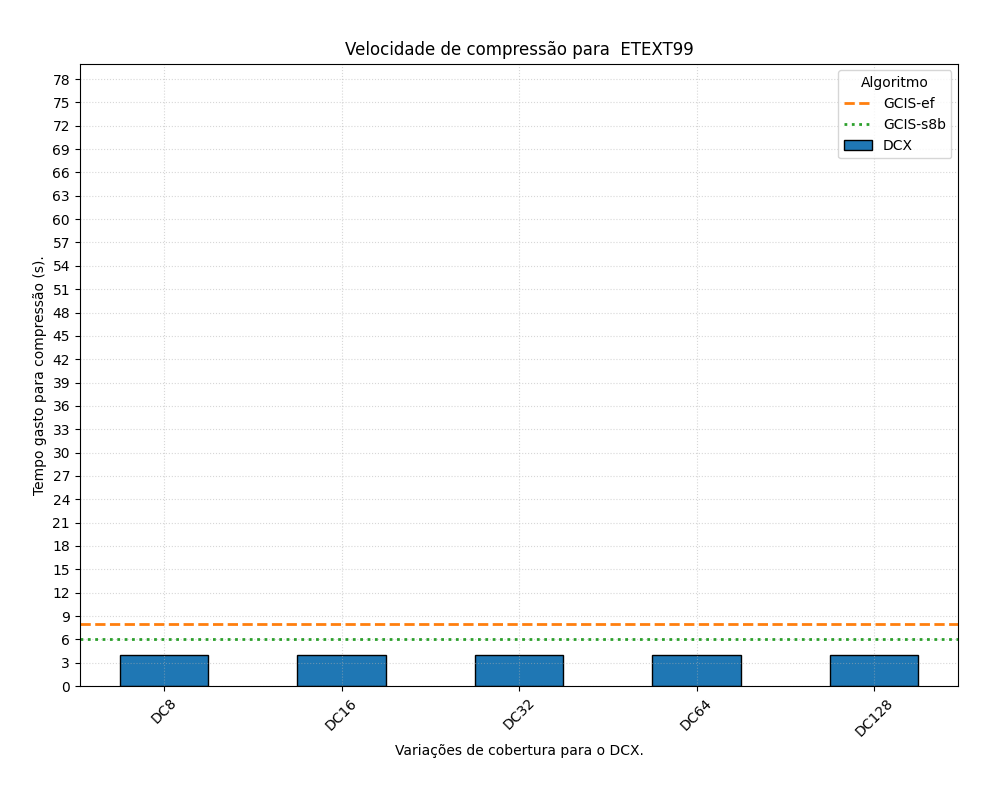 Velocidade de compressão para  ETEXT99
Algoritmo
GCIS-ef
GCIS-s8b
DCX
Tempo gasto para compressão (s).
78
75
72
69
66
63
60
57
54
51
48
45
42
39
36
33
30
27
24
21
18
15
12
9
6
3
0
DC8
DC16
DC32
DC64
DC128
Variações de cobertura para o DCX.